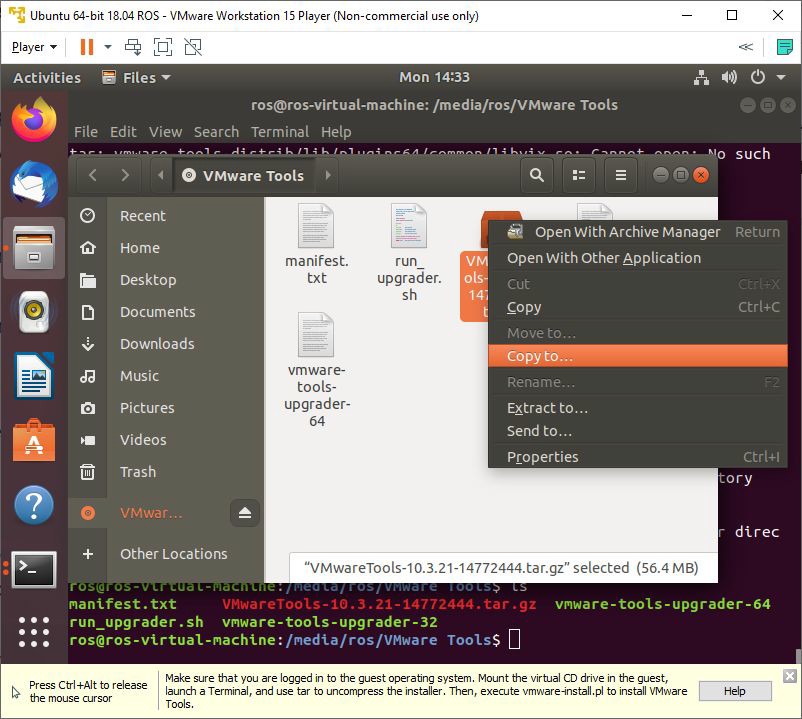 Ubuntu 64-bit 18.04 ROS - VMware Workstation 15 Player (Non-commercial use only)
Player
Activities Files Mon 14:33
ros@ros-virtual-machine: /media/ros/VMware Tools
File Edit View Search Terminal Help
tar: vmware-tools-distrib/lib/plugins64/common/libvix.so: Cannot open: No such
VMware Tools
Recent
Home
Desktop
Documents
Downloads
Music
Pictures
Videos
Trash
VMwar…
Other Locations
manifest.
txt
run_
upgrader.
sh
vmware-
tools-
upgrader-
64
Open With Archive Manager Return
Open With Other Application
Cut Ctrl+X
Copy Ctrl+C
Move to…
Copy to…
Rename… F2
Extract to…
Send to…
Properties Ctrl+I
tory
r direc
“VMwareTools-10.3.21-14772444.tar.gz” selected (56.4 MB)
ros@ros-virtual-machine:/media/ros/VMware Tools$ ls
manifest.txt VMwareTools-10.3.21-14772444.tar.gz vmware-tools-upgrader-64
run_upgrader.sh vmware-tools-upgrader-32
ros@ros-virtual-machine:/media/ros/VMware Tools$
Press Ctrl+Alt to release
the mouse cursor
Make sure that you are logged in to the guest operating system. Mount the virtual CD drive in the guest,
launch a Terminal, and use tar to uncompress the installer. Then, execute vmware-install.pl to install VMware
Tools.
Help